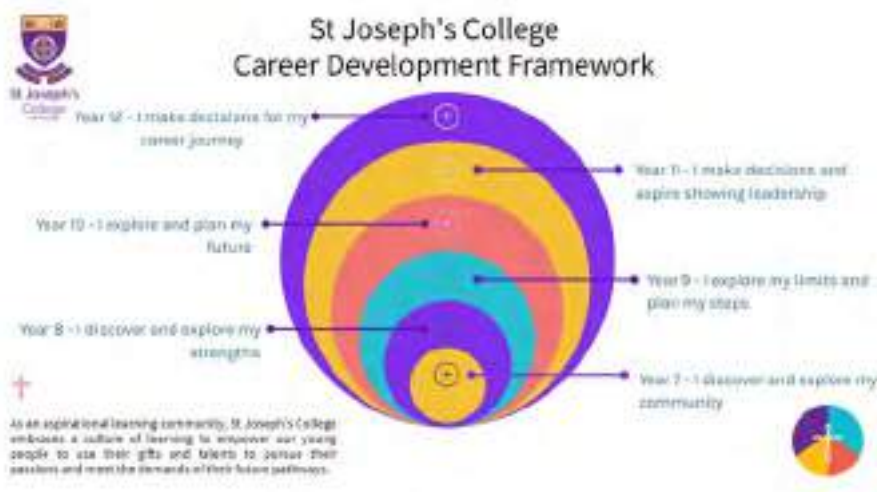 St Joseph's College
Career Development Framework
St Joseph's
College
Year 12 - I make decisions for my
career journey
Year 11 - I make decisions and
aspire showing leadership
Year 10 - I explore and plan my
future
Year 9 - I explore my limits and
plan my steps
Year 8 - I discover and explore my
strengths
Year 7 - I discover and explore my
community
As an aspirational learning community, St Joseph's College
embraces a culture of learning to empower our young
people to use their gifts and talents to pursue their
passions and meet the demands of their future pathways.